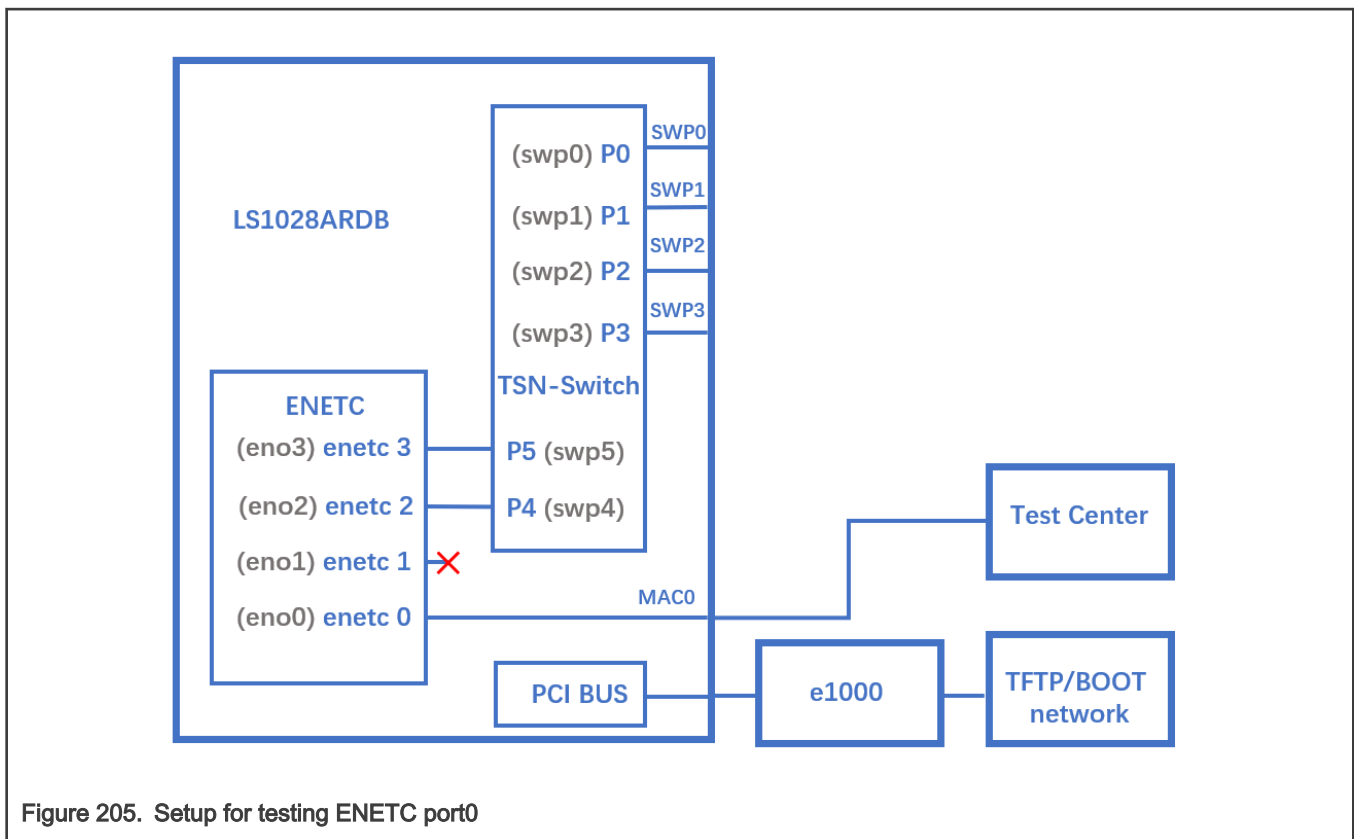 LS1028ARDB
(swp0) P0
SWP0
(swp1) P1
SWP1
(swp2) P2
SWP2
(swp3) P3
SWP3
TSN-Switch
P5 (swp5)
P4 (swp4)
ENETC
(eno3) enetc 3
(eno2) enetc 2
(eno1) enetc 1
(eno0) enetc 0
MAC0
PCI BUS
Test Center
e1000
TFTP/BOOT
network
Figure 205. Setup for testing ENETC port0